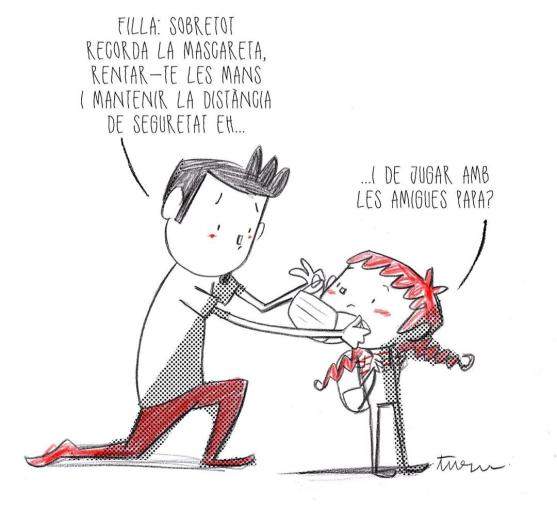 FILLA: SOBRETOT
RECORDA LA MASCARETA,
RENTAR-TE LES MANS
I MANTENIR LA DISTÀNCIA
DE SEGURETAT EH...
...I DE JUGAR AMB
LES AMIGUES PAPA?